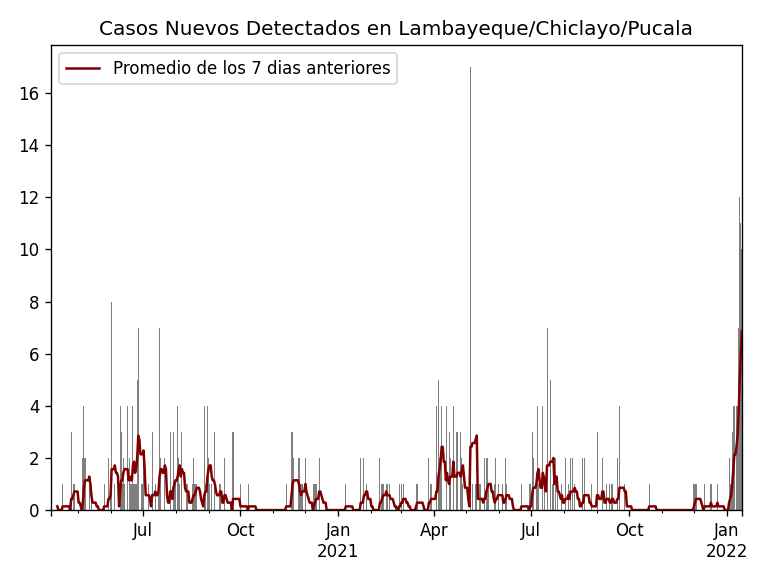 Casos Nuevos Detectados en Lambayeque/Chiclayo/Pucala
Promedio de los 7 dias anteriores
16
14
12
10
8
6
4
2
0
Jul
Oct
Jan
2021
Apr
Jul
Oct
Jan
2022